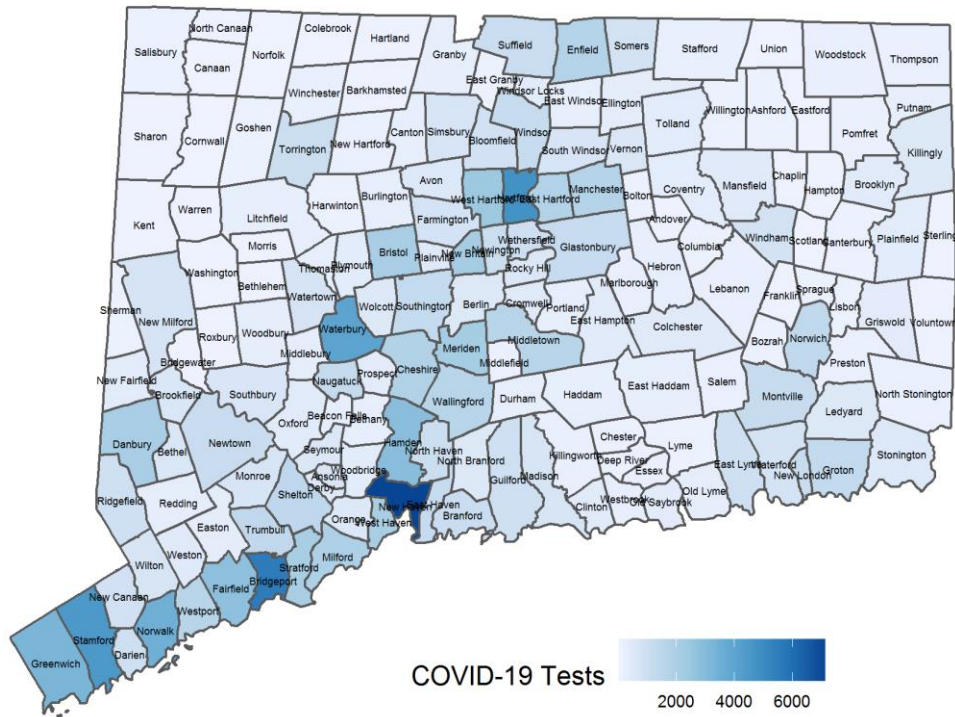 North Canaan
Colebrook
Hartland
Suffield
Enfield
Somers
Stafford
Union
Woodstock
Thompson
Salisbury
Canaan
Norfolk
Granby
East Granby
Winchester
Barkhamsted
Windsor Locks
East Windsor
Ellington
Willington
Ashford
Eastford
Putnam
Sharon
Cornwall
Goshen
Torrington
New Hartford
Canton
Simsbury
Bloomfield
Windsor
South Windsor
Vernon
Tolland
Pomfret
Killingly
Kent
Warren
Litchfield
Harwinton
Burlington
Avon
West Hartford
Hartford
East Hartford
Manchester
Bolton
Coventry
Mansfield
Chaplin
Hampton
Brooklyn
Farmington
Andover
Morris
Bristol
Plainville
New Britain
Newington
Wethersfield
Glastonbury
Columbia
Windham
Scotland
Canterbury
Plainfield
Sterling
Washington
Bethlehem
Thomaston
Plymouth
Rocky Hill
Hebron
Marlborough
Lebanon
Franklin
Sprague
Lisbon
Griswold
Voluntown
Sherman
New Milford
Roxbury
Woodbury
Watertown
Wolcott
Southington
Berlin
Cromwell
Portland
East Hampton
Colchester
Bozrah
Norwich
Preston
Bridgewater
Waterbury
Middlebury
Meriden
Middletown
Middlefield
New Fairfield
Brookfield
Southbury
Naugatuck
Prospect
Cheshire
Wallingford
Durham
Haddam
East Haddam
Salem
Montville
North Stonington
Danbury
Bethel
Newtown
Oxford
Beacon Falls
Bethany
Hamden
Ledyard
Seymour
North Haven
North Branford
Chester
Lyme
Ridgefield
Redding
Monroe
Shelton
Ansonia
Derby
Woodbridge
Guilford
Madison
Killingworth
Deep River
Essex
East Lyme
Waterford
New London
Groton
Stonington
Easton
Trumbull
Orange
New Haven
East Haven
West Haven
Branford
Clinton
Westbrook
Old Saybrook
Old Lyme
Wilton
Weston
Fairfield
Bridgeport
Stratford
Milford
New Canaan
Westport
Greenwich
Stamford
Darien
Norwalk
COVID-19 Tests
2000 4000 6000